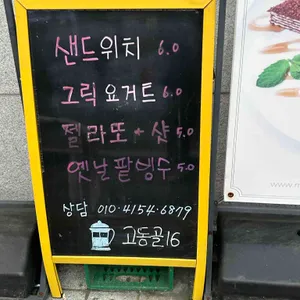 샌드위치 6.0
그릭 요거트 6.0
젤라또 + 샷 5.0
옛날 팥냉수 5.0
상담 010-4154-6879
고동골16